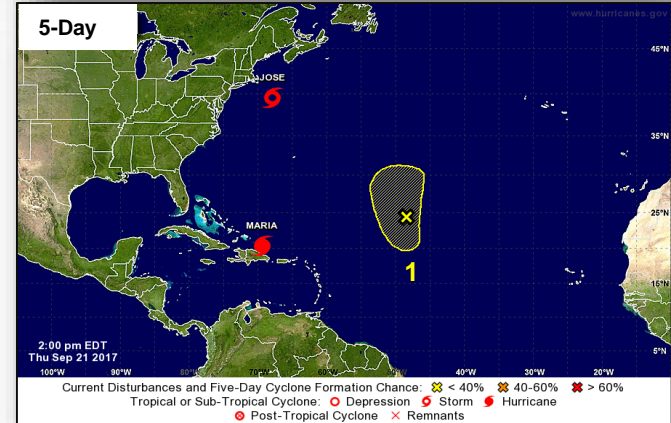 5-Day
www.hurricanes.gov
45°N
JOSE
35°N
25°N
MARIA
1
15°N
2:00 pm EDT
Thu Sep 21 2017
5°N
100°W 90°W 80°W 70°W 60°W 50°W 40°W 30°W 20°W
Current Disturbances and Five-Day Cyclone Formation Chance: < 40% 40-60% > 60%
Tropical or Sub-Tropical Cyclone: Depression Storm Hurricane
Post-Tropical Cyclone Remnants